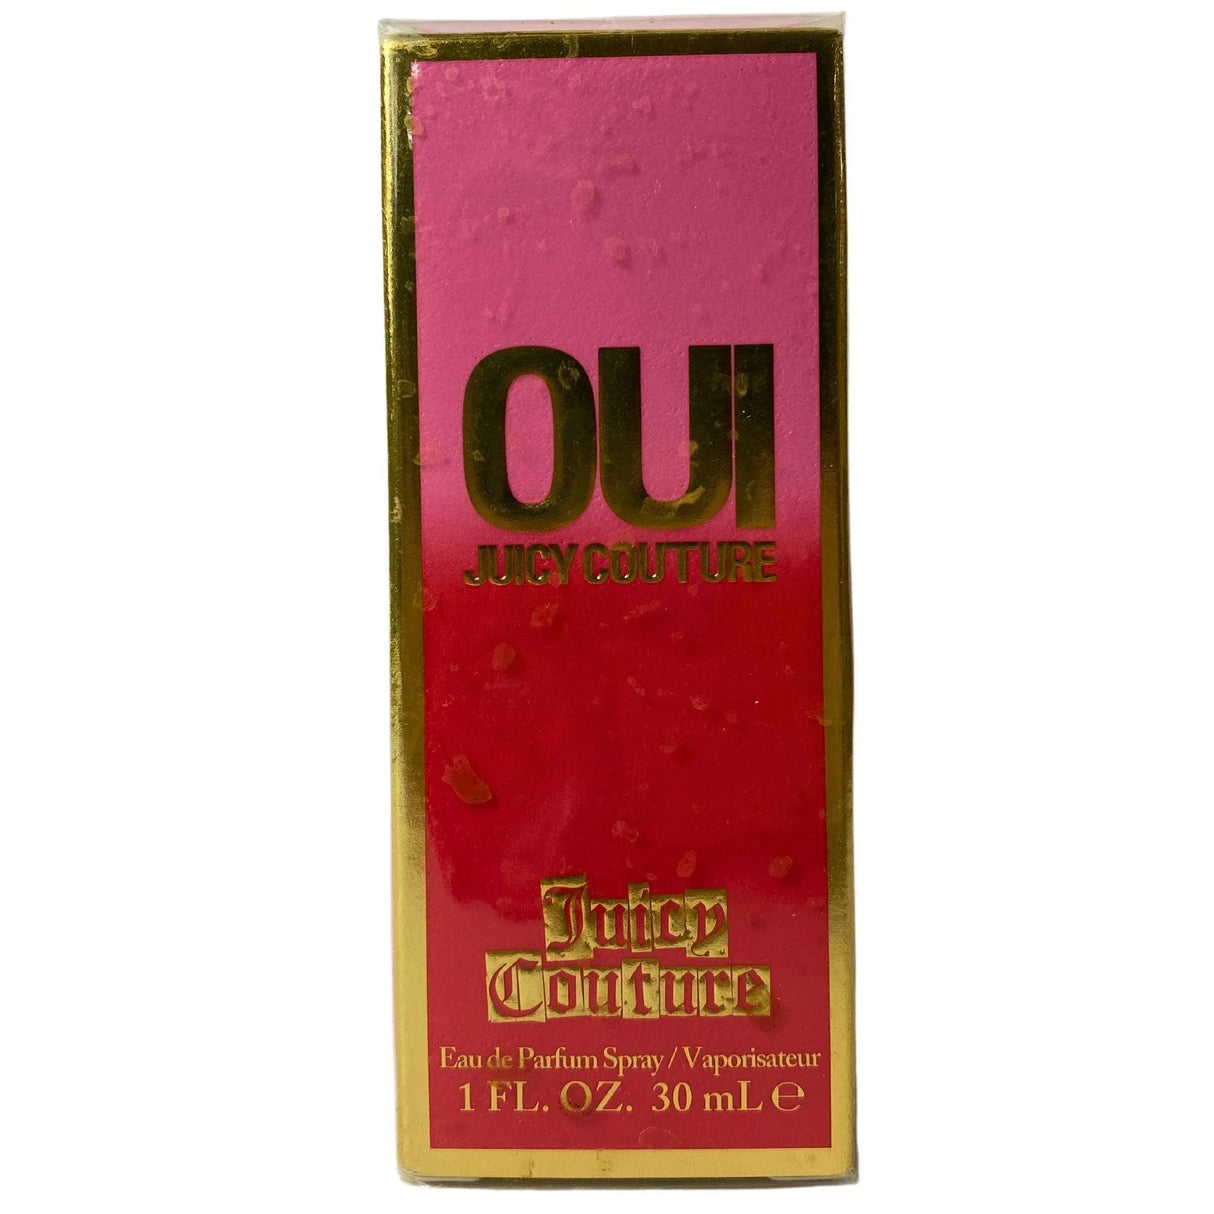 OUI
JUICY COUTURE
Juicy
Couture
Eau de Parfum Spray / Vaporisateur
1 FL. OZ. 30 mL ℮